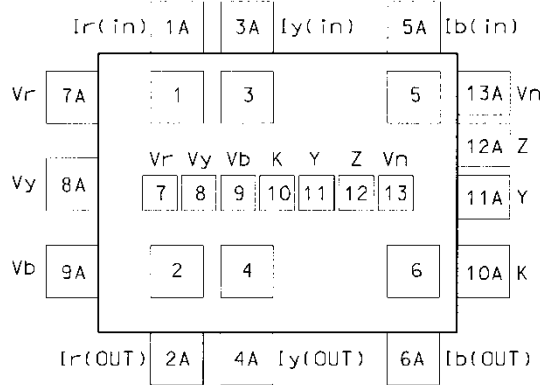 Ir(in) 1A 3A Iy(in) 5A Ib(in)
Vr 7A 1 3 5 13A Vn
12A Z
Vr Vy Vb K Y Z Vn
Vy 8A 7 8 9 10 11 12 13 11A Y
Vb 9A 2 4 6 10A K
Ir(OUT) 2A 4A Iy(OUT) 6A Ib(OUT)